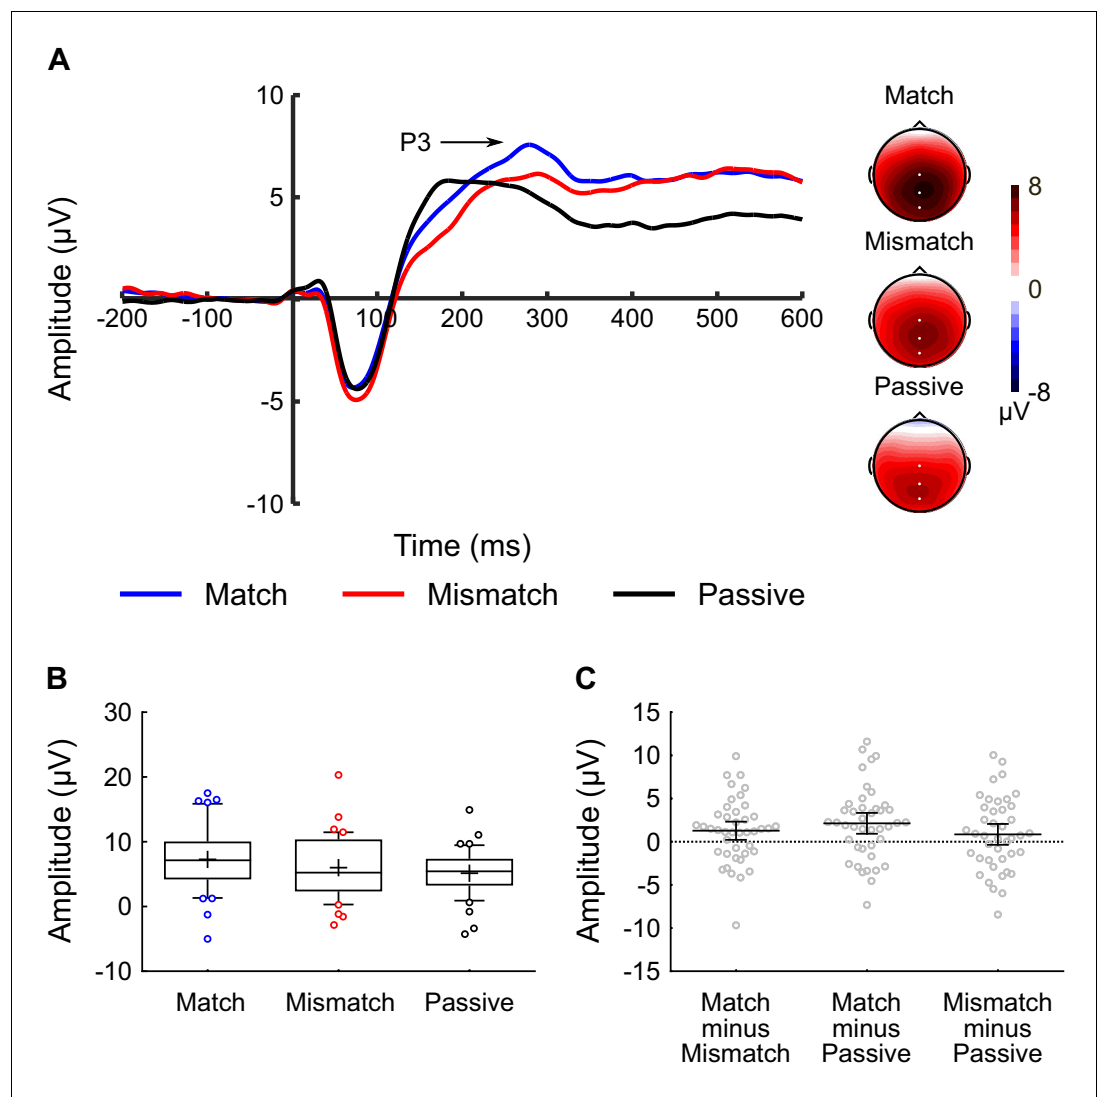 A
Amplitude (µV)
10
5
-5
-10
-200
-100
100
200
300
400
500
600
P3
Time (ms)
Match
Mismatch
Passive
8
0
-8
µV
Match
Mismatch
Passive
B
Amplitude (µV)
30
20
10
0
-10
Match
Mismatch
Passive
C
Amplitude (µV)
15
10
5
0
-5
-10
-15
Match
minus
Mismatch
Match
minus
Passive
Mismatch
minus
Passive